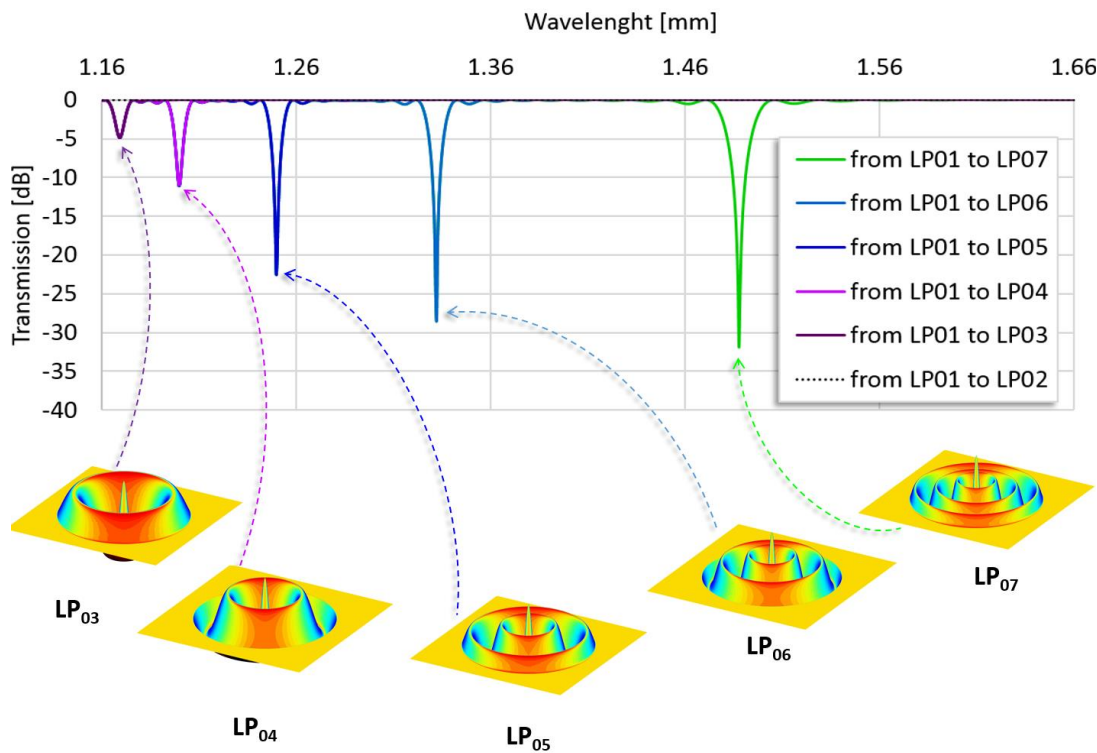 Wavelenght [mm]
1.16 1.26 1.36 1.46 1.56 1.66
Transmission [dB]
0
-5
-10
-15
-20
-25
-30
-35
-40
from LP01 to LP07
from LP01 to LP06
from LP01 to LP05
from LP01 to LP04
from LP01 to LP03
from LP01 to LP02
LP03
LP04
LP05
LP06
LP07